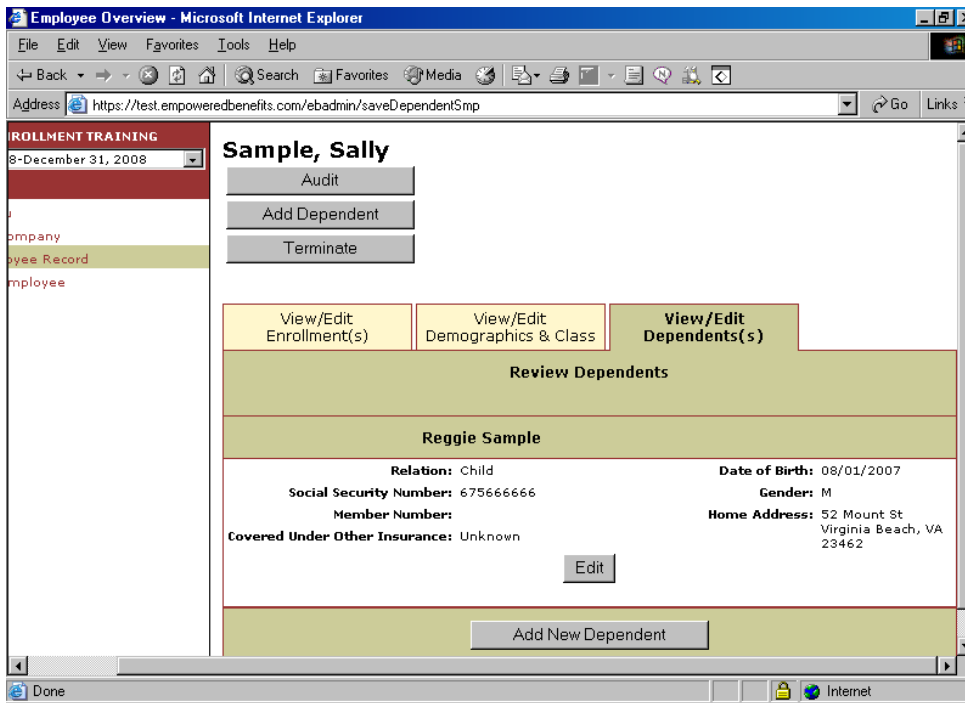 Employee Overview - Microsoft Internet Explorer
File Edit View Favorites Tools Help
Back Search Favorites Media
Address https://test.empoweredbenefits.com/ebadmin/saveDependentSmp Go Links
ROLLMENT TRAINING
8-December 31, 2008
ompany
oyee Record
mployee
Sample, Sally
Audit
Add Dependent
Terminate
View/Edit
Enrollment(s)
View/Edit
Demographics & Class
View/Edit
Dependents(s)
Review Dependents
Reggie Sample
Relation: Child
Date of Birth: 08/01/2007
Social Security Number: 675666666
Gender: M
Member Number:
Home Address: 52 Mount St
Virginia Beach, VA
23462
Covered Under Other Insurance: Unknown
Edit
Add New Dependent
Done Internet